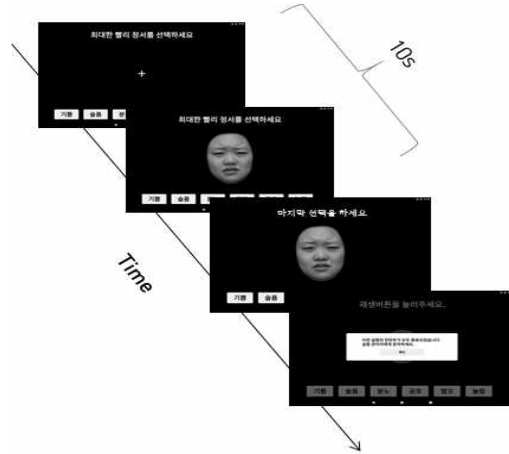 최대한 빨리 정서를 선택하세요
+
기쁨 슬픔
최대한 빨리 정서를 선택하세요
기쁨 슬픔
마지막 선택을 하세요
기쁨 슬픔
재생버튼을 눌러주세요.
기쁨 슬픔 분노 공포 혐오 놀람
10s
Time